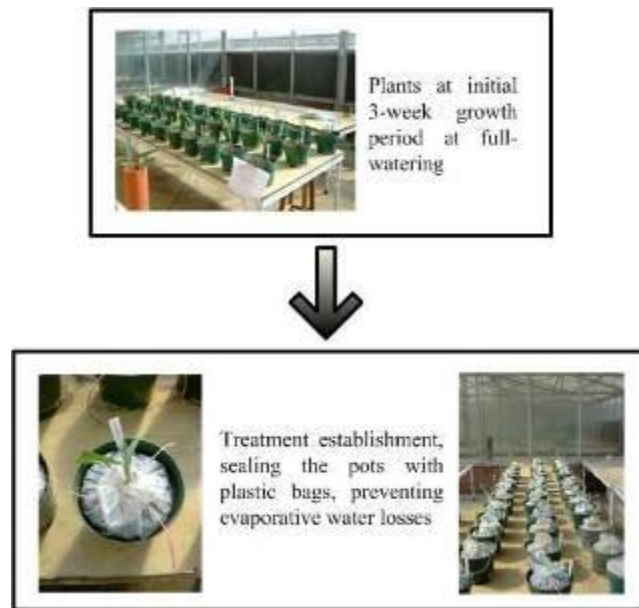 Plants at initial
3-week growth
period at full-
watering
Treatment establishment,
sealing the pots with
plastic bags, preventing
evaporative water losses